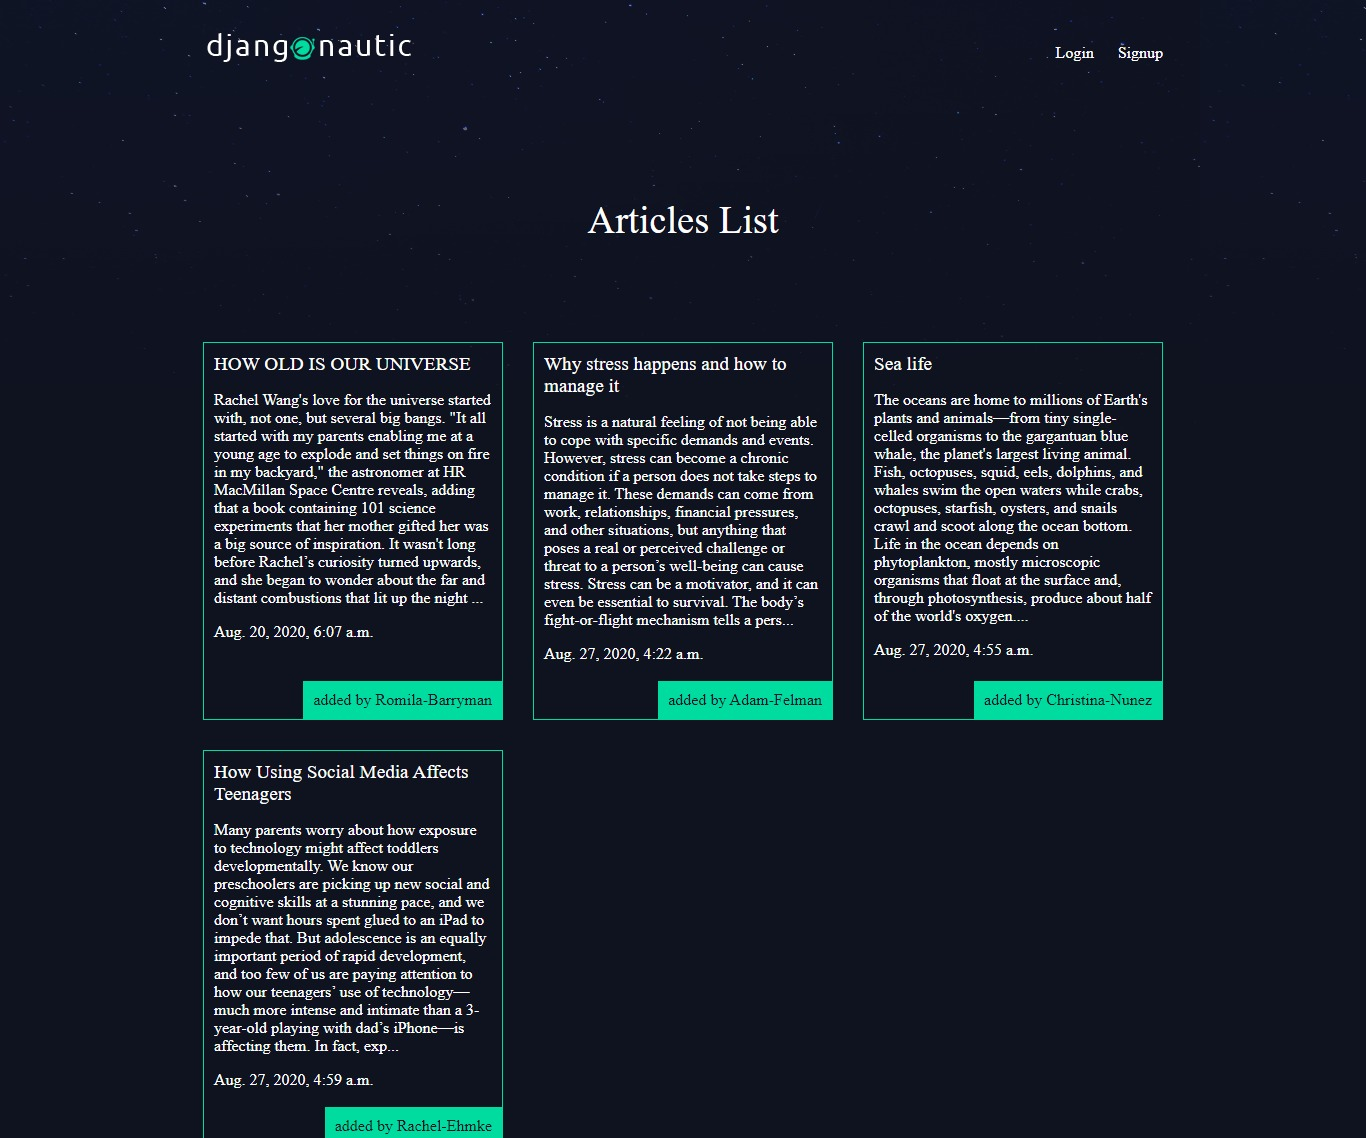 djangonautic
Login
Signup
Articles List
HOW OLD IS OUR UNIVERSE
Rachel Wang's love for the universe started
with, not one, but several big bangs. "It all
started with my parents enabling me at a
young age to explode and set things on fire
in my backyard," the astronomer at HR
MacMillan Space Centre reveals, adding
that a book containing 101 science
experiments that her mother gifted her was
a big source of inspiration. It wasn't long
before Rachel’s curiosity turned upwards,
and she began to wonder about the far and
distant combustions that lit up the night ...
Aug. 20, 2020, 6:07 a.m.
added by Romila-Barryman
Why stress happens and how to
manage it
Stress is a natural feeling of not being able
to cope with specific demands and events.
However, stress can become a chronic
condition if a person does not take steps to
manage it. These demands can come from
work, relationships, financial pressures,
and other situations, but anything that
poses a real or perceived challenge or
threat to a person’s well-being can cause
stress. Stress can be a motivator, and it can
even be essential to survival. The body’s
fight-or-flight mechanism tells a pers...
Aug. 27, 2020, 4:22 a.m.
added by Adam-Felman
Sea life
The oceans are home to millions of Earth's
plants and animals—from tiny single-
celled organisms to the gargantuan blue
whale, the planet's largest living animal.
Fish, octopuses, squid, eels, dolphins, and
whales swim the open waters while crabs,
octopuses, starfish, oysters, and snails
crawl and scoot along the ocean bottom.
Life in the ocean depends on
phytoplankton, mostly microscopic
organisms that float at the surface and,
through photosynthesis, produce about half
of the world's oxygen....
Aug. 27, 2020, 4:55 a.m.
added by Christina-Nunez
How Using Social Media Affects
Teenagers
Many parents worry about how exposure
to technology might affect toddlers
developmentally. We know our
preschoolers are picking up new social and
cognitive skills at a stunning pace, and we
don’t want hours spent glued to an iPad to
impede that. But adolescence is an equally
important period of rapid development,
and too few of us are paying attention to
how our teenagers’ use of technology—
much more intense and intimate than a 3-
year-old playing with dad’s iPhone—is
affecting them. In fact, exp...
Aug. 27, 2020, 4:59 a.m.
added by Rachel-Ehmke